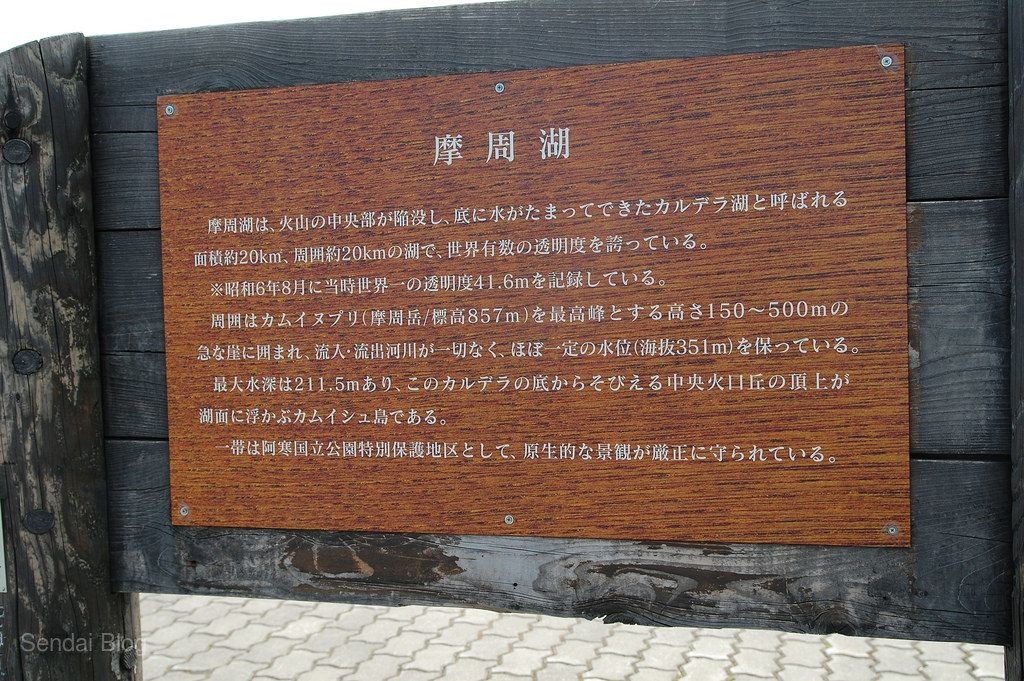 摩周湖
摩周湖は、火山の中央部が陥没し、底に水がたまってできたカルデラ湖と呼ばれる
面積約20k㎡、周囲約20kmの湖で、世界有数の透明度を誇っている。
※昭和6年8月に当時世界一の透明度41.6mを記録している。
周囲はカムイヌプリ(摩周岳/標高857m)を最高峰とする高さ150〜500mの
急な崖に囲まれ、流入・流出河川が一切なく、ほぼ一定の水位(海抜351m)を保っている。
最大水深は211.5mあり、このカルデラの底からそびえる中央火口丘の頂上が
湖面に浮かぶカムイシュ島である。
一帯は阿寒国立公園特別保護地区として、原生的な景観が厳正に守られている。
Sendai Blog